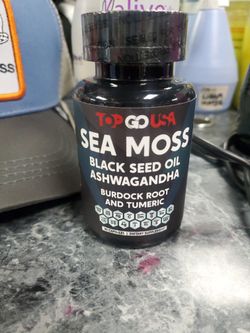 TOP GO USA
SEA MOSS
BLACK SEED OIL
ASHWAGANDHA
BURDOCK ROOT
AND TUMERIC